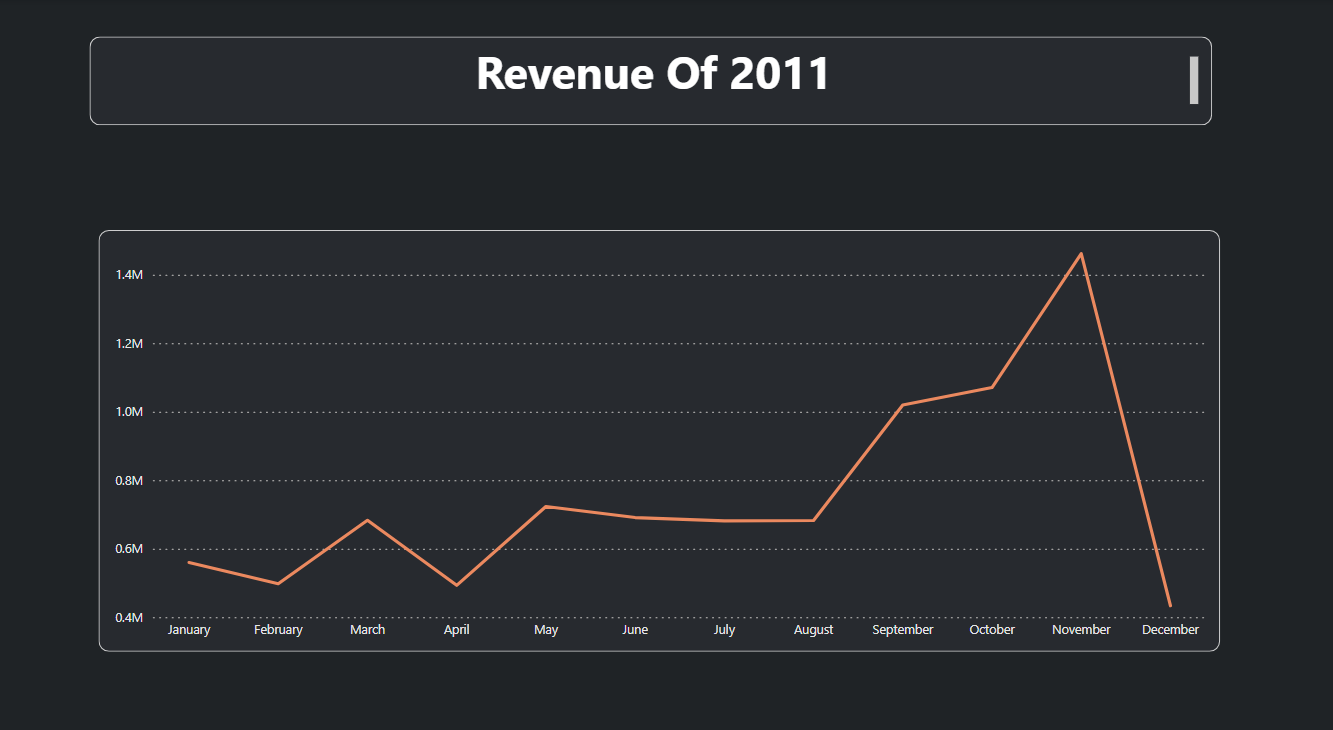 Revenue Of 2011
1.4M
1.2M
1.0M
0.8M
0.6M
0.4M
January February March April May June July August September October November December